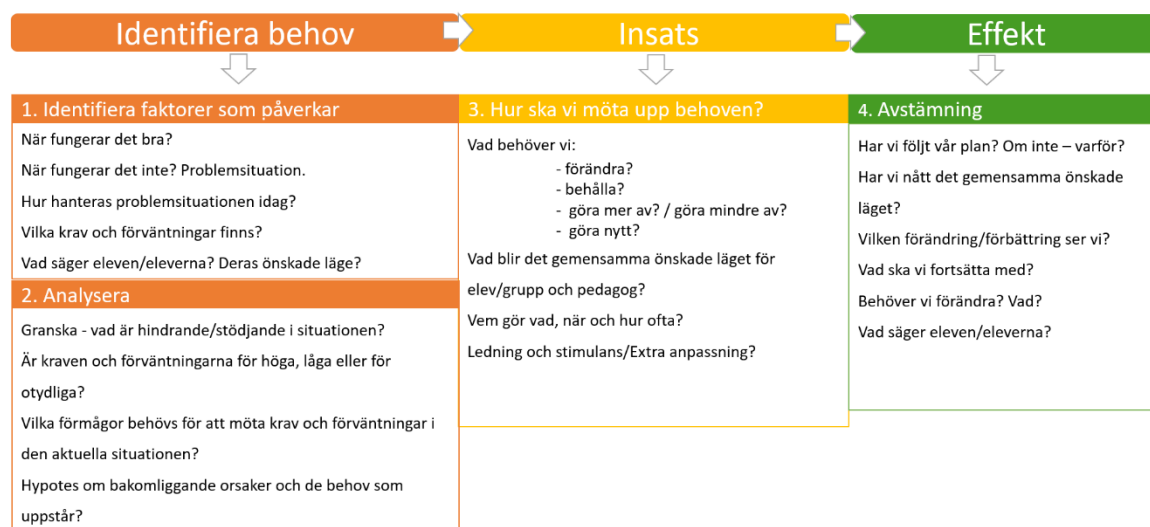 Identifiera behov
Insats
Effekt
1. Identifiera faktorer som påverkar
När fungerar det bra?
När fungerar det inte? Problemsituation.
Hur hanteras problemsituationen idag?
Vilka krav och förväntningar finns?
Vad säger eleven/eleverna? Deras önskade läge?
2. Analysera
Granska - vad är hindrande/stödjande i situationen?
Är kraven och förväntningarna för höga, låga eller för
otydliga?
Vilka förmågor behövs för att möta krav och förväntningar i
den aktuella situationen?
Hypotes om bakomliggande orsaker och de behov som
uppstår?
3. Hur ska vi möta upp behoven?
Vad behöver vi:
- förändra?
- behålla?
- göra mer av? / göra mindre av?
- göra nytt?
Vad blir det gemensamma önskade läget för
elev/grupp och pedagog?
Vem gör vad, när och hur ofta?
Ledning och stimulans/Extra anpassning?
4. Avstämning
Har vi följt vår plan? Om inte – varför?
Har vi nått det gemensamma önskade
läget?
Vilken förändring/förbättring ser vi?
Vad ska vi fortsätta med?
Behöver vi förändra? Vad?
Vad säger eleven/eleverna?